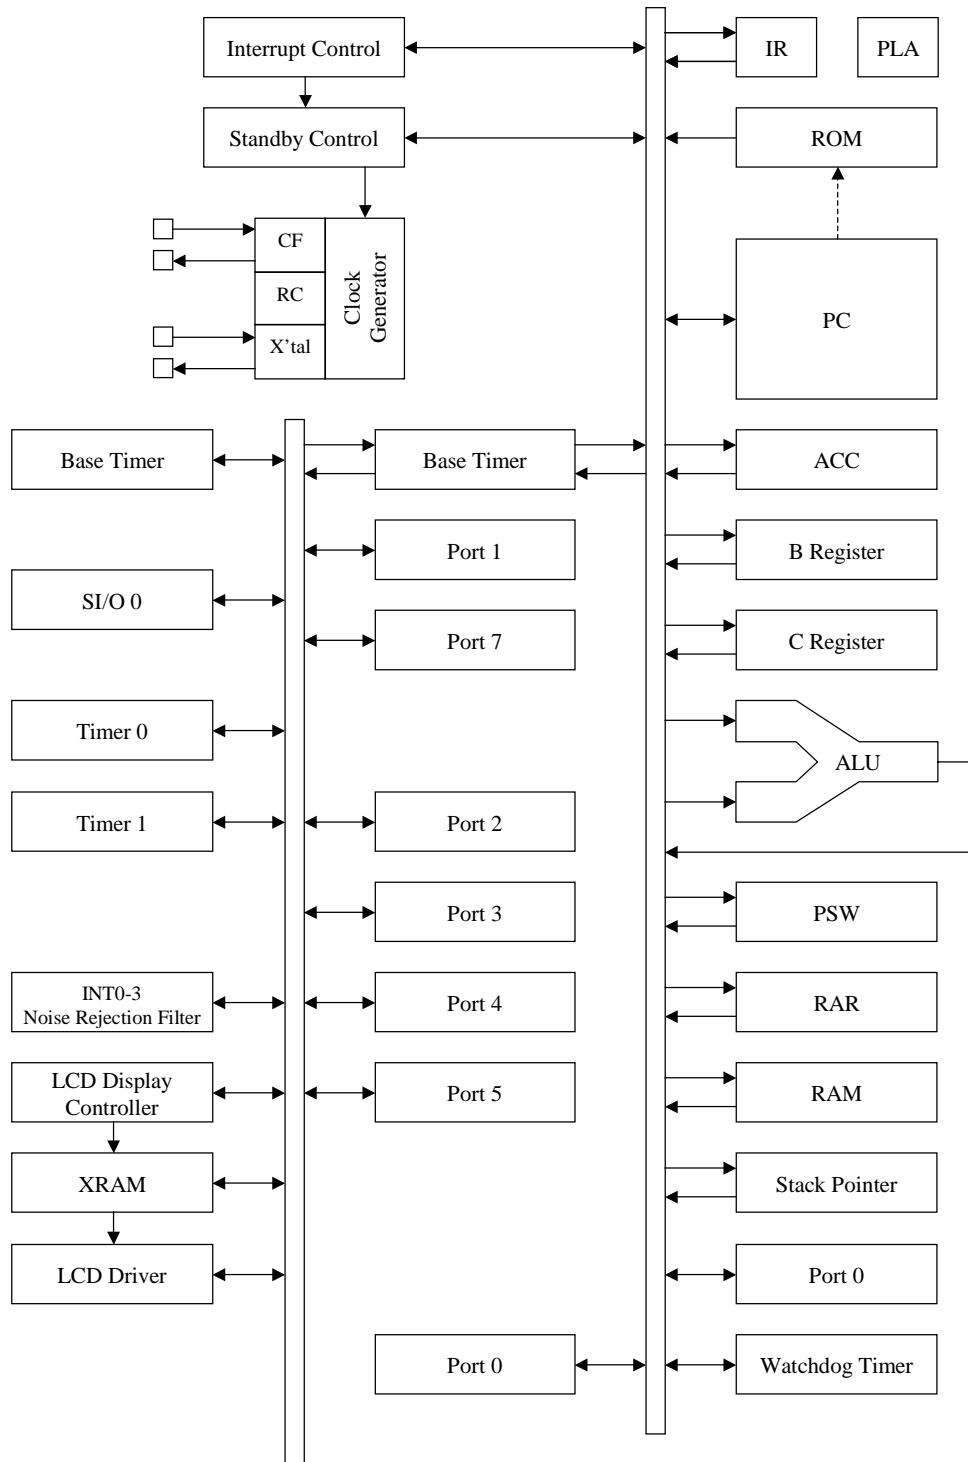 Interrupt Control
IR
PLA
Standby Control
ROM
CF
RC
X'tal
Clock
Generator
PC
Base Timer
Base Timer
ACC
Port 1
B Register
SI/O 0
Port 7
C Register
Timer 0
ALU
Timer 1
Port 2
Port 3
PSW
INT0-3
Noise Rejection Filter
Port 4
RAR
LCD Display
Controller
Port 5
RAM
XRAM
Stack Pointer
LCD Driver
Port 0
Port 0
Watchdog Timer